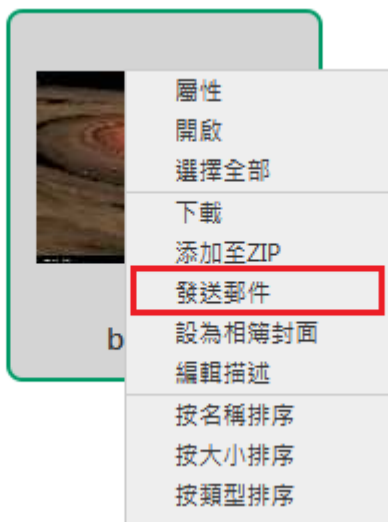 屬性
開啟
選擇全部
下載
添加至ZIP
發送郵件
b
設為相簿封面
編輯描述
按名稱排序
按大小排序
按類型排序